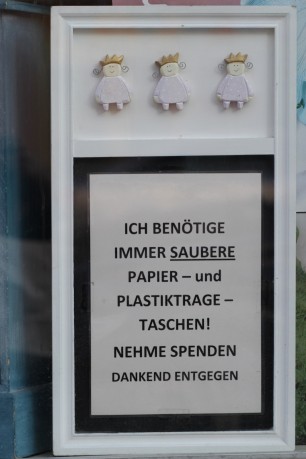 ICH BENÖTIGE
IMMER SAUBERE
PAPIER – und
PLASTIKTRAGE –
TASCHEN!
NEHME SPENDEN
DANKEND ENTGEGEN